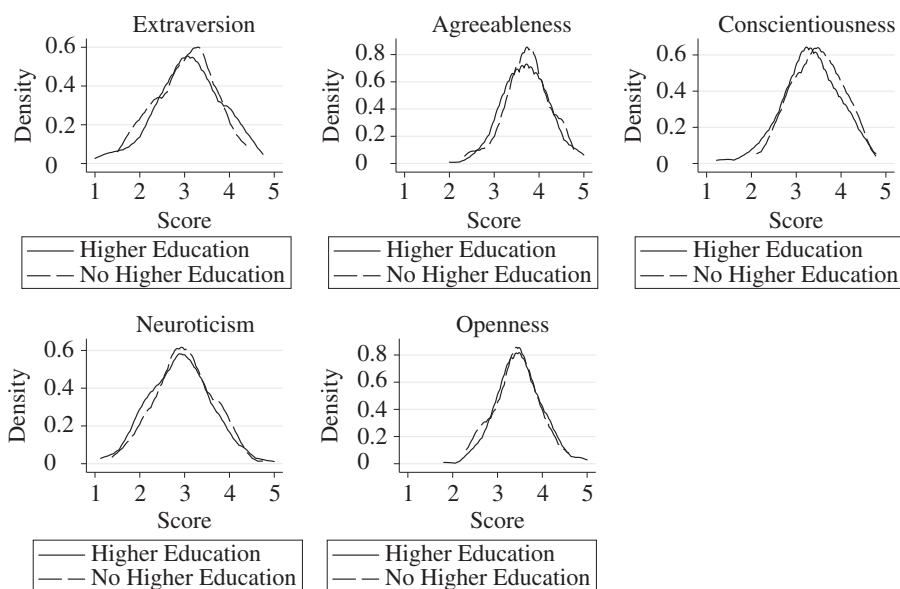 Extraversion
Density
0.6
0.4
0.2
0
1 2 3 4 5
Score
Higher Education
No Higher Education
Agreeableness
Density
0.8
0.6
0.4
0.2
0
1 2 3 4 5
Score
Higher Education
No Higher Education
Conscientiousness
Density
0.6
0.4
0.2
0
1 2 3 4 5
Score
Higher Education
No Higher Education
Neuroticism
Density
0.6
0.4
0.2
0
1 2 3 4 5
Score
Higher Education
No Higher Education
Openness
Density
0.8
0.6
0.4
0.2
0
1 2 3 4 5
Score
Higher Education
No Higher Education